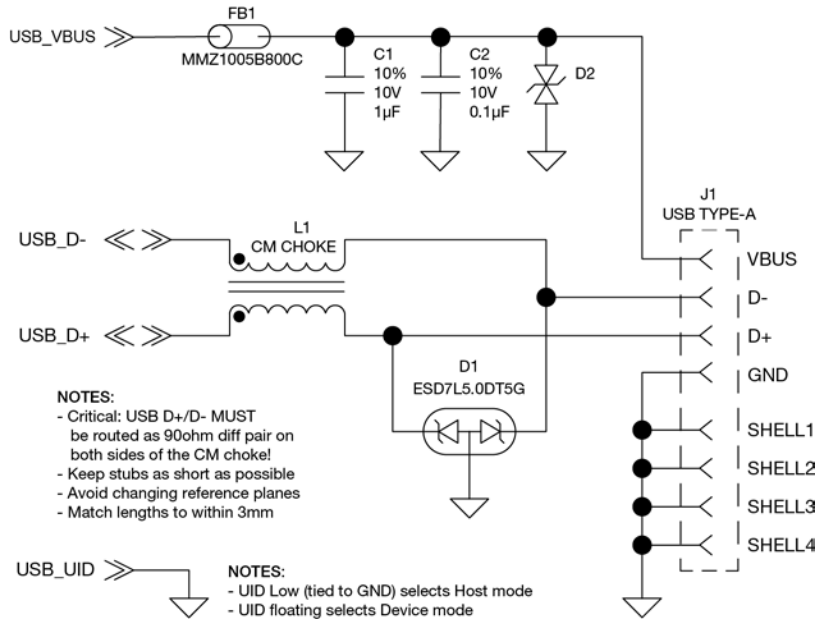 FB1
USB_VBUS
MMZ1005B800C
C1
10%
10V
1µF
C2
10%
10V
0.1µF
D2
J1
USB TYPE-A
L1
CM CHOKE
USB_D-
VBUS
D-
USB_D+
D+
D1
ESD7L5.0DT5G
GND
NOTES:
- Critical: USB D+/D- MUST
be routed as 90ohm diff pair on
both sides of the CM choke!
- Keep stubs as short as possible
- Avoid changing reference planes
- Match lengths to within 3mm
SHELL1
SHELL2
SHELL3
SHELL4
USB_UID
NOTES:
- UID Low (tied to GND) selects Host mode
- UID floating selects Device mode